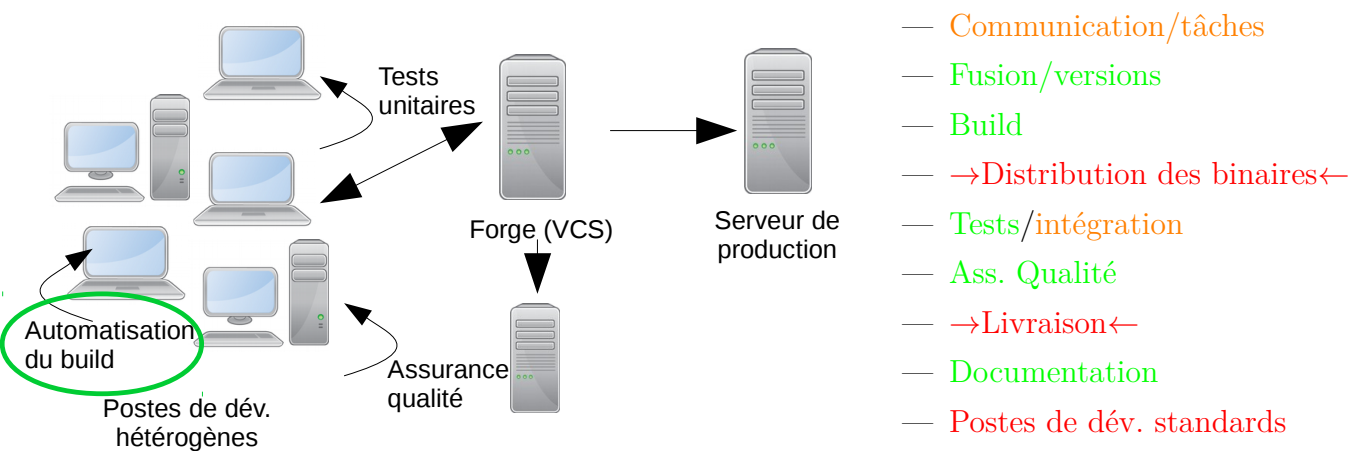 Tests
unitaires
Forge (VCS)
Serveur de
production
Automatisation
du build
Assurance
qualité
Postes de dév.
hétérogènes
— Communication/tâches
— Fusion/versions
— Build
— →Distribution des binaires←
— Tests/intégration
— Ass. Qualité
— →Livraison←
— Documentation
— Postes de dév. standards